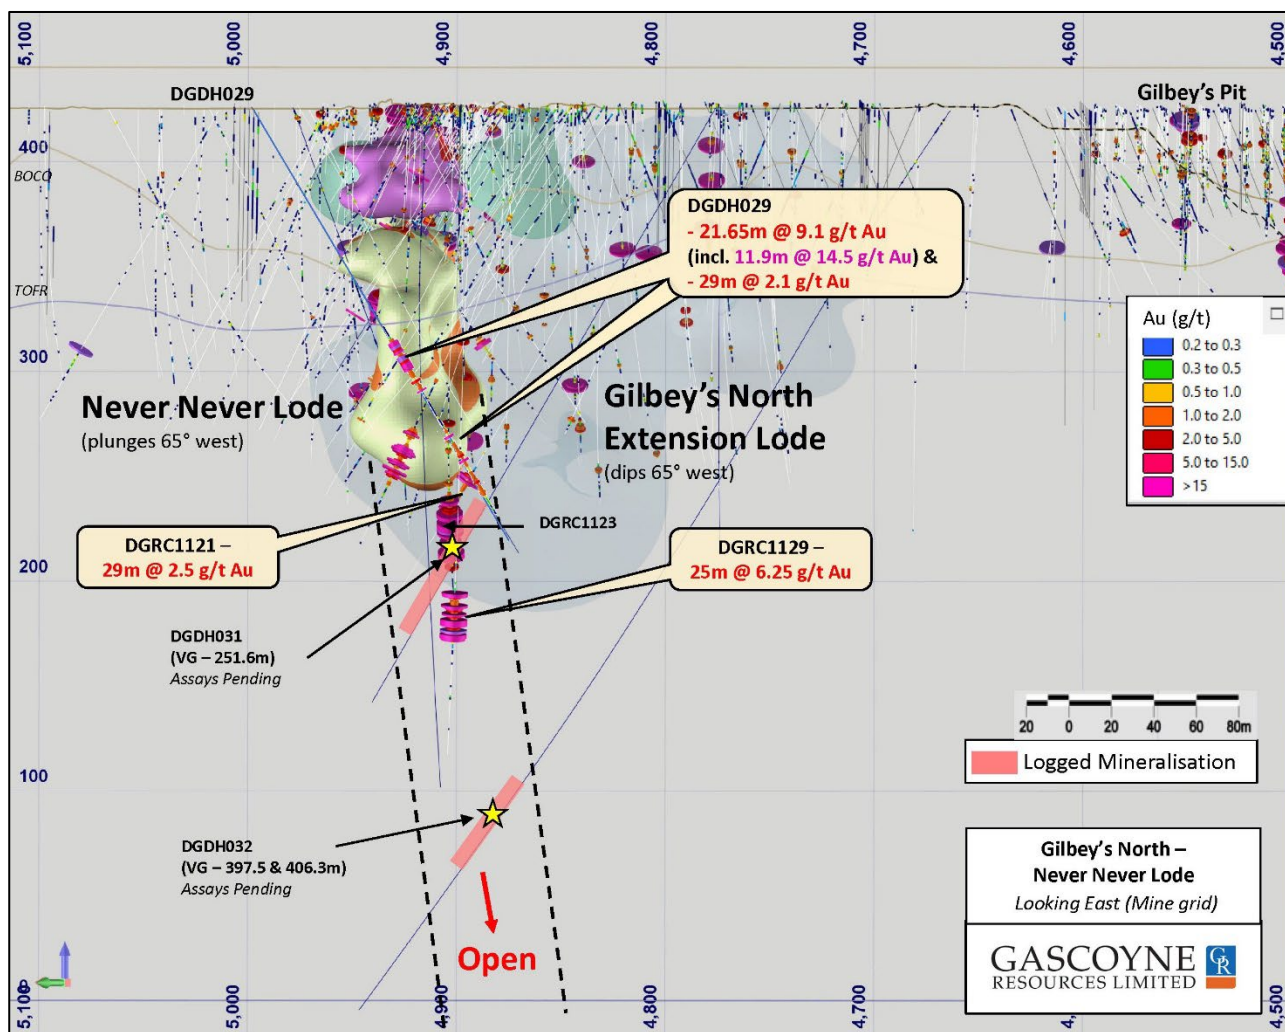 5,100
5,000
4,900
4,800
4,700
4,600
4,500
DGDH029
Gilbey's Pit
400
BOCO
DGDH029
- 21.65m @ 9.1 g/t Au
(incl. 11.9m @ 14.5 g/t Au) &
- 29m @ 2.1 g/t Au
TOFR
Au (g/t)
0.2 to 0.3
0.3 to 0.5
0.5 to 1.0
1.0 to 2.0
2.0 to 5.0
5.0 to 15.0
>15
300
Never Never Lode
(plunges 65° west)
Gilbey's North
Extension Lode
(dips 65° west)
DGRC1123
DGRC1121 –
29m @ 2.5 g/t Au
DGRC1129 –
25m @ 6.25 g/t Au
200
DGDH031
(VG – 251.6m)
Assays Pending
20 0 20 40 60 80m
Logged Mineralisation
100
DGDH032
(VG – 397.5 & 406.3m)
Assays Pending
Open
Gilbey's North –
Never Never Lode
Looking East (Mine grid)
GASCOYNE
RESOURCES LIMITED
GR
0
5,100
5,000
4,900
4,800
4,700
4,600
4,500